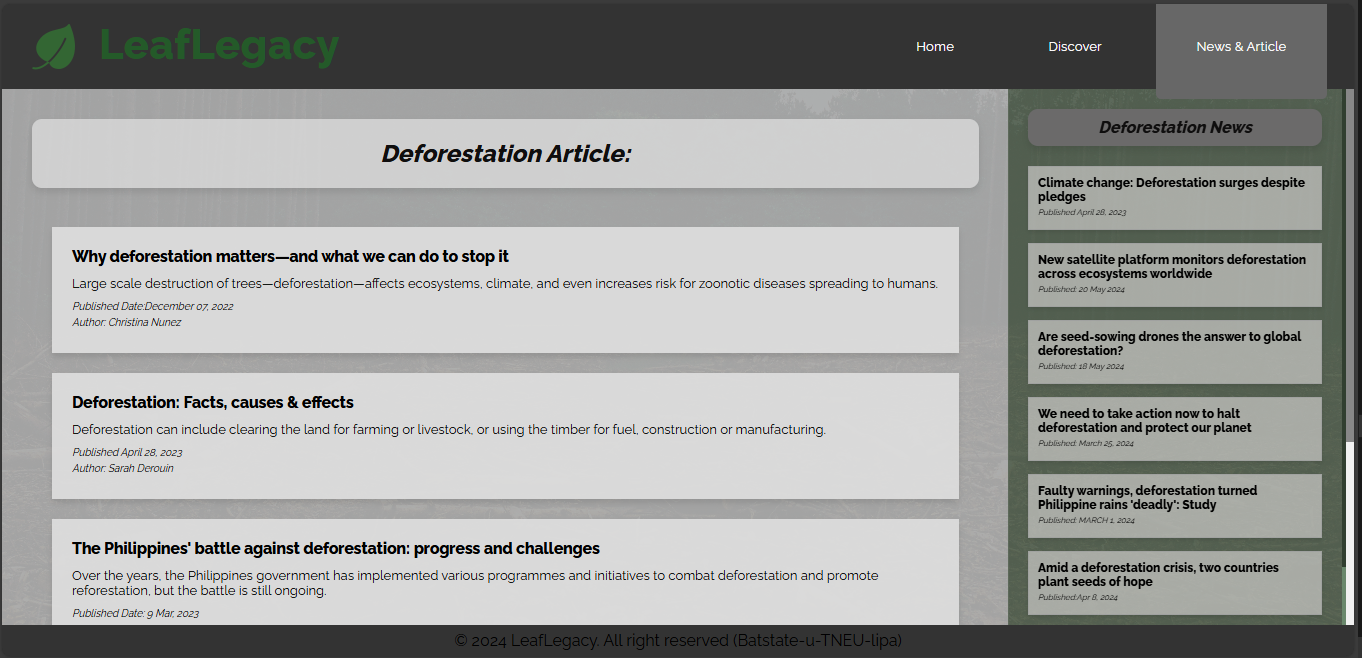 LeafLegacy
Home
Discover
News & Article
Deforestation Article:
Why deforestation matters—and what we can do to stop it
Large scale destruction of trees—deforestation—affects ecosystems, climate, and even increases risk for zoonotic diseases spreading to humans.
Published Date:December 07, 2022
Author: Christina Nunez
Deforestation: Facts, causes & effects
Deforestation can include clearing the land for farming or livestock, or using the timber for fuel, construction or manufacturing.
Published April 28, 2023
Author: Sarah Derouin
The Philippines' battle against deforestation: progress and challenges
Over the years, the Philippines government has implemented various programmes and initiatives to combat deforestation and promote
reforestation, but the battle is still ongoing.
Published Date: 9 Mar, 2023
Deforestation News
Climate change: Deforestation surges despite
pledges
Published April 28, 2023
New satellite platform monitors deforestation
across ecosystems worldwide
Published: 20 May 2024
Are seed-sowing drones the answer to global
deforestation?
Published: 18 May 2024
We need to take action now to halt
deforestation and protect our planet
Published: March 25, 2024
Faulty warnings, deforestation turned
Philippine rains 'deadly': Study
Published: MARCH 1, 2024
Amid a deforestation crisis, two countries
plant seeds of hope
Published:Apr 8, 2024
© 2024 LeafLegacy. All right reserved (Batstate-u-TNEU-lipa)